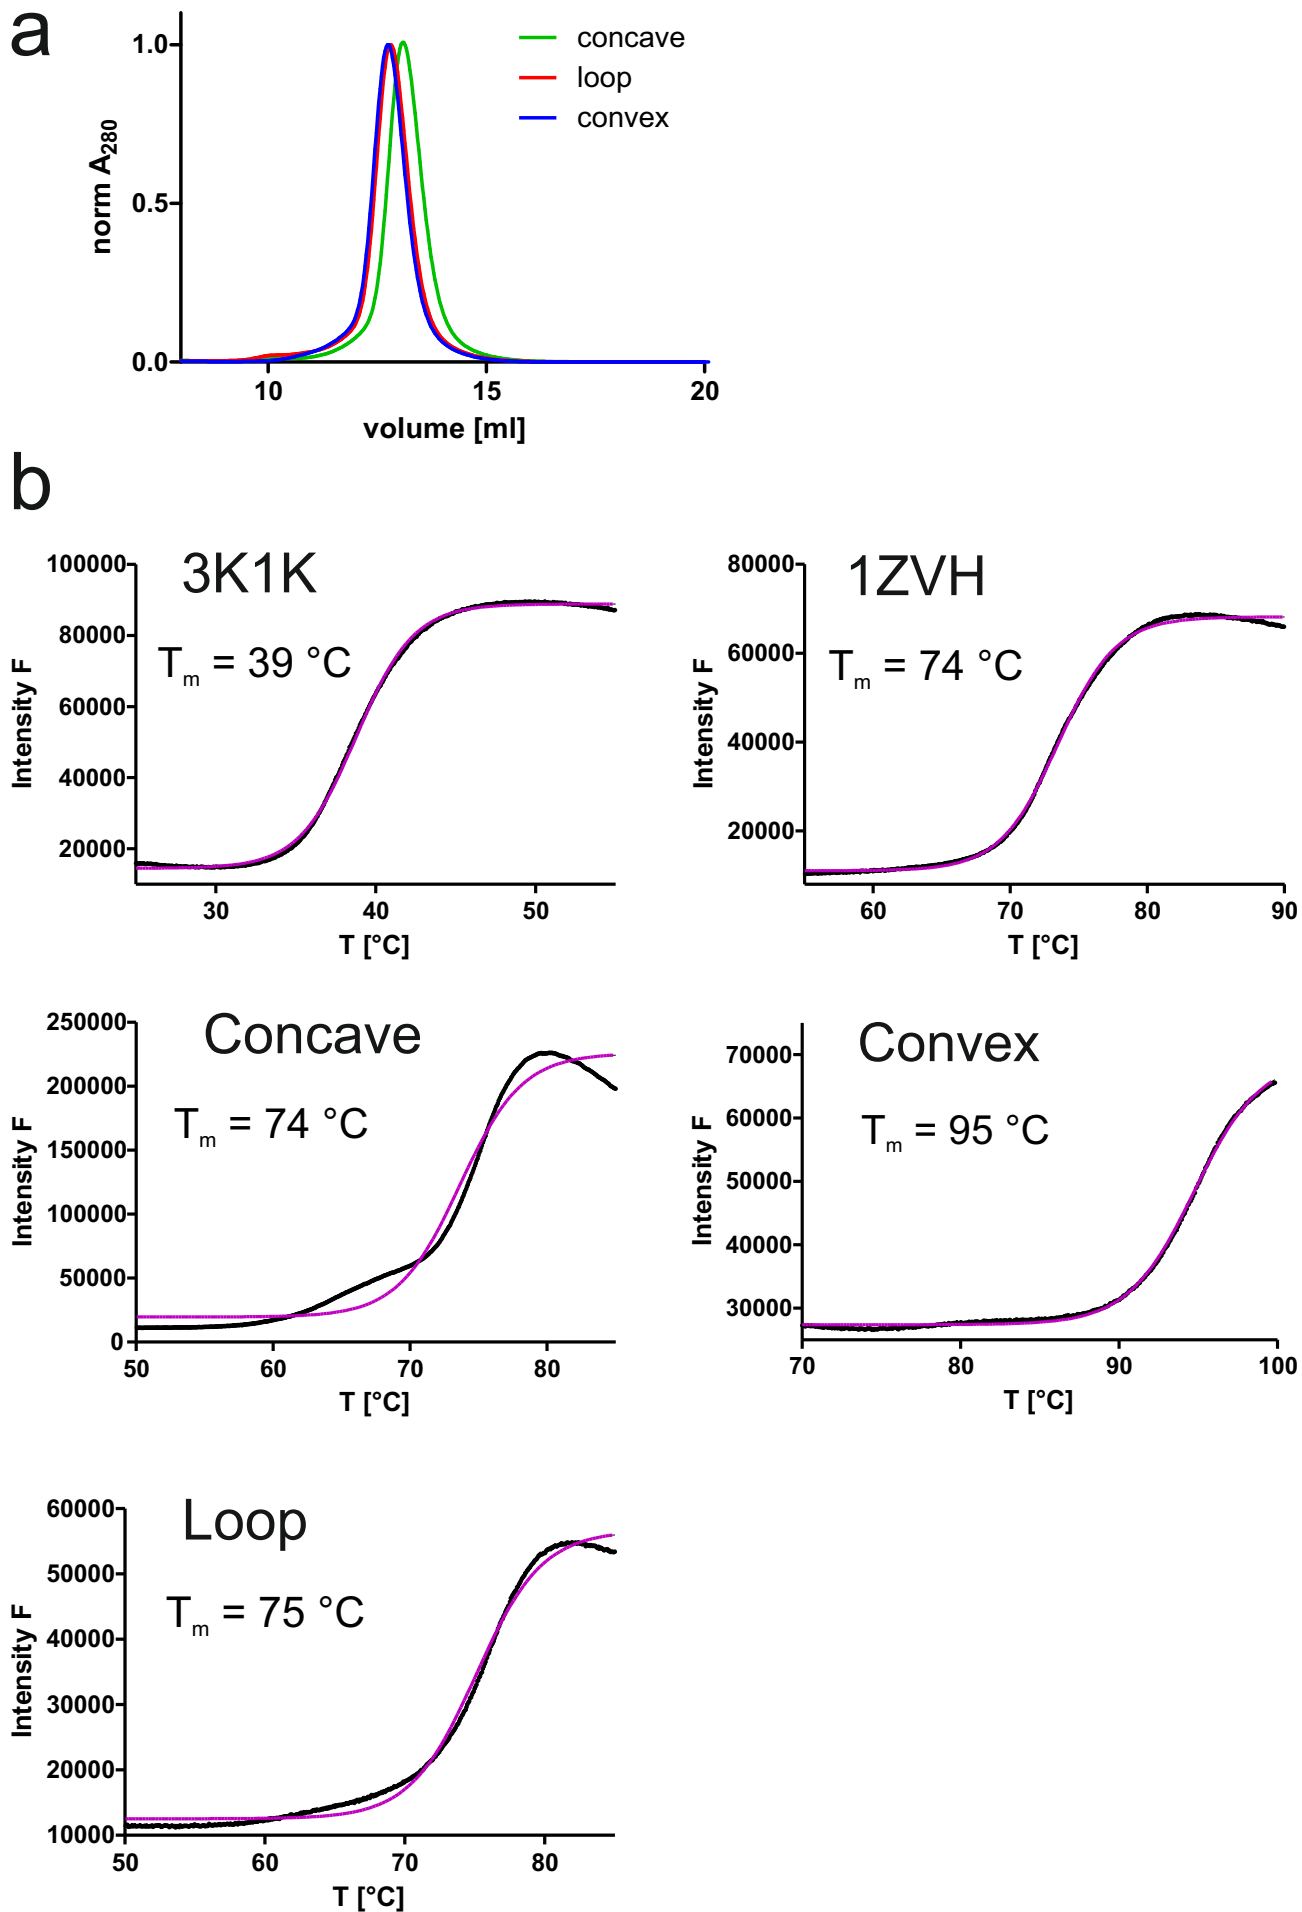 a
concave
loop
convex
norm A280
1.0
0.5
0.0
10 15 20
volume [ml]
b
3K1K
Tm = 39 °C
Intensity F
100000
80000
60000
40000
20000
30 40 50
T [°C]
1ZVH
Tm = 74 °C
Intensity F
80000
60000
40000
20000
60 70 80 90
T [°C]
Concave
Tm = 74 °C
Intensity F
250000
200000
150000
100000
50000
0
50 60 70 80
T [°C]
Convex
Tm = 95 °C
Intensity F
70000
60000
50000
40000
30000
70 80 90 100
T [°C]
Loop
Tm = 75 °C
Intensity F
60000
50000
40000
30000
20000
10000
50 60 70 80
T [°C]